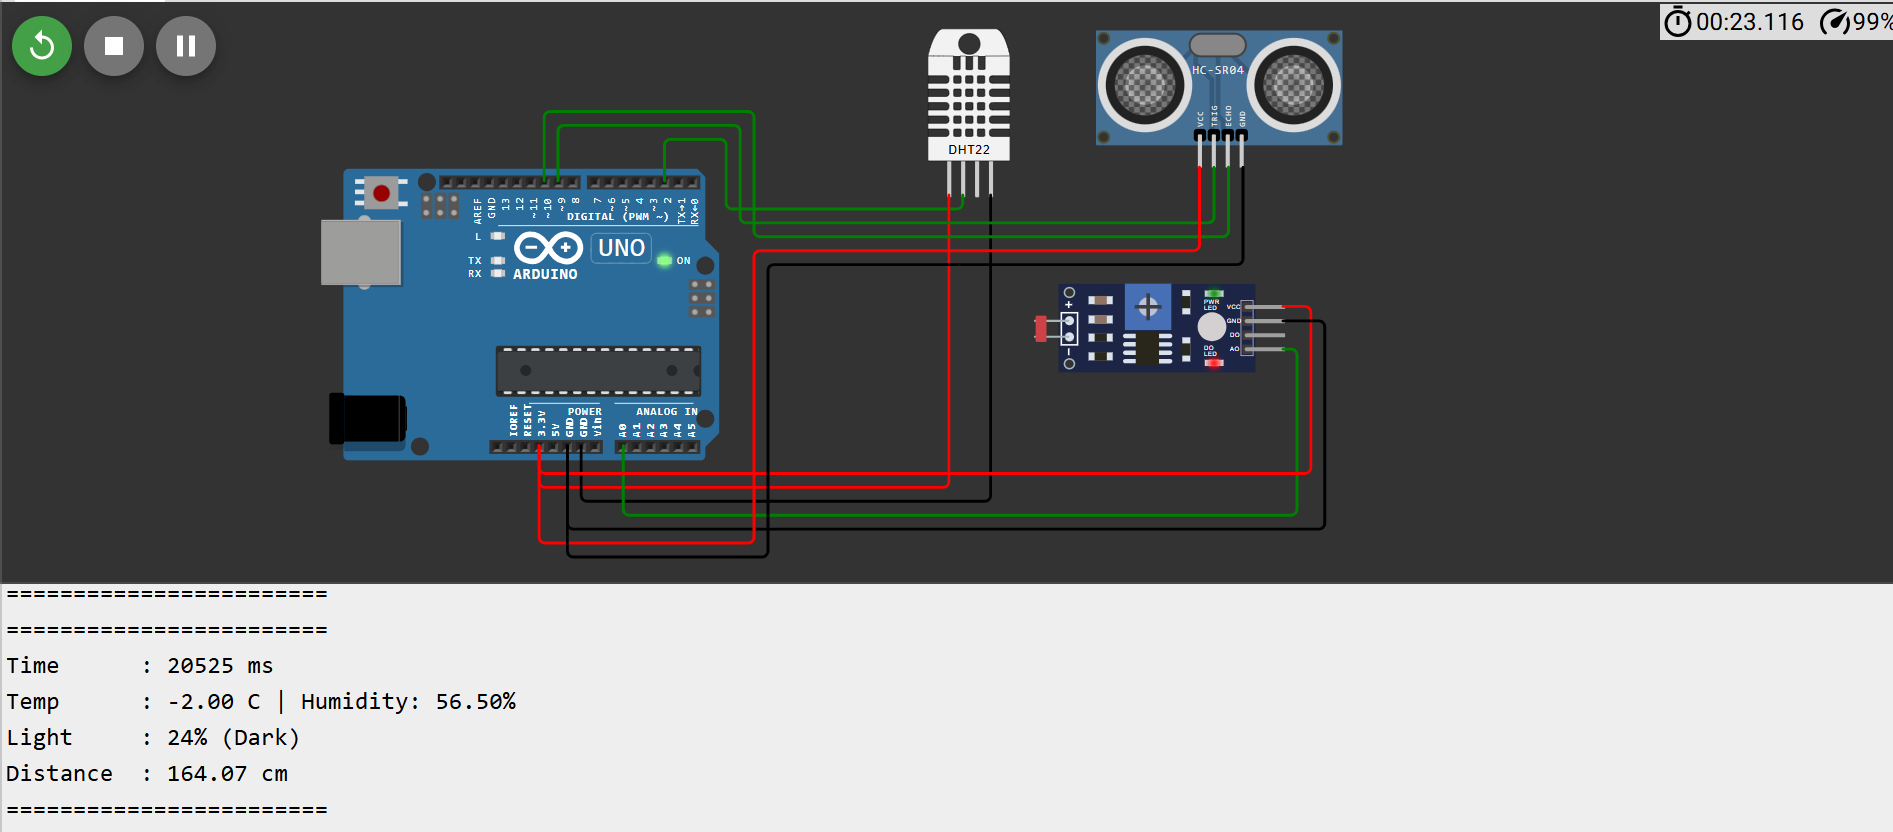 00:23.116 99%
DHT22
HC-SR04
VCC
TRIG
ECHO
GND
AREF
GND
13
12
~11
~10
~9
8
7
~6
~5
4
~3
2
TX→1
RX←0
DIGITAL (PWM ~)
L
TX
RX
UNO
ON
ARDUINO
IOREF
RESET
3.3V
5V
GND
GND
Vin
POWER
ANALOG IN
A0
A1
A2
A3
A4
A5
+
PWR
LED
DO
LED
VCC
GND
DO
AO
========================
========================
Time      : 20525 ms
Temp      : -2.00 C | Humidity: 56.50%
Light     : 24% (Dark)
Distance  : 164.07 cm
========================